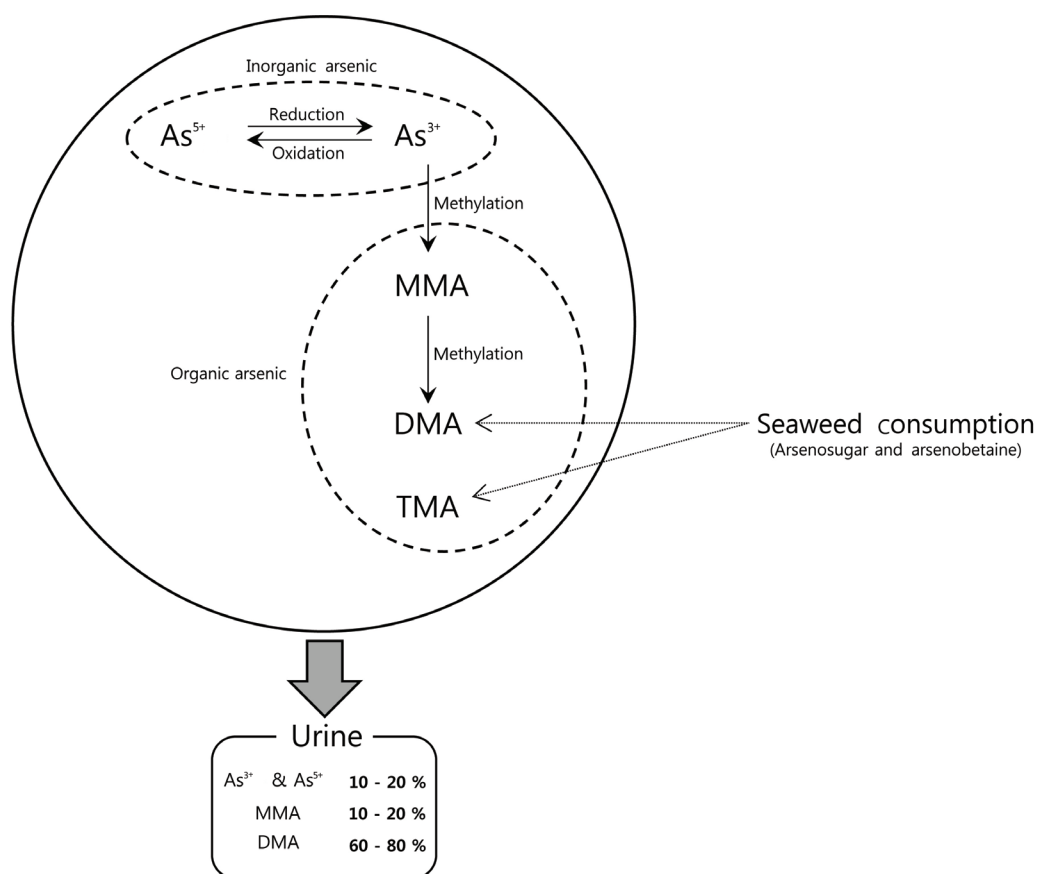 Inorganic arsenic
Reduction
As⁵⁺ As³⁺
Oxidation
Methylation
MMA
Methylation
Organic arsenic
DMA
Seaweed consumption
(Arsenosugar and arsenobetaine)
TMA
Urine
As³⁺ & As⁵⁺ 10 - 20 %
MMA 10 - 20 %
DMA 60 - 80 %